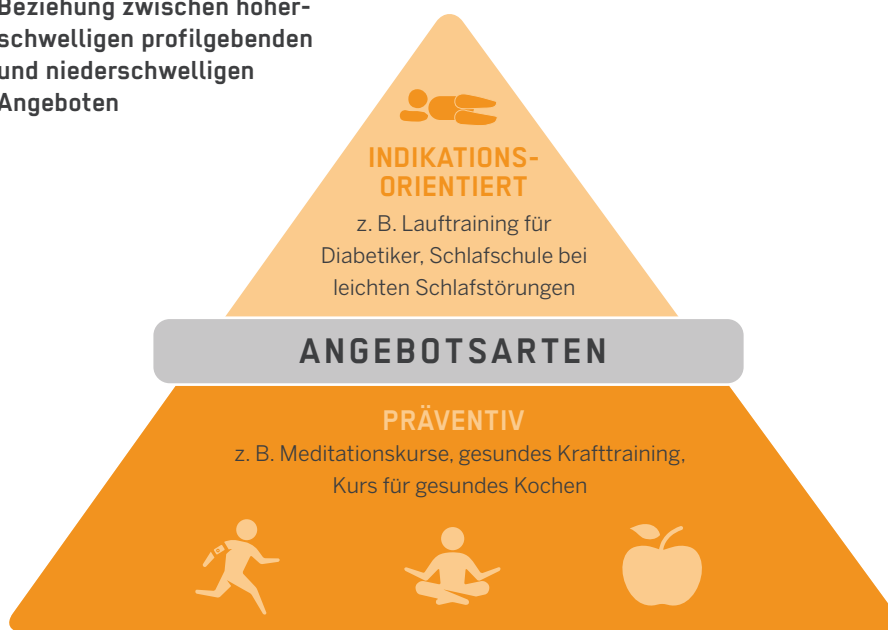 Beziehung zwischen höher-
schwelligen profilgebenden
und niederschwelligen
Angeboten
INDIKATIONS-
ORIENTIERT
z. B. Lauftraining für
Diabetiker, Schlafschule bei
leichten Schlafstörungen
ANGEBOTSARTEN
PRÄVENTIV
z. B. Meditationskurse, gesundes Krafttraining,
Kurs für gesundes Kochen